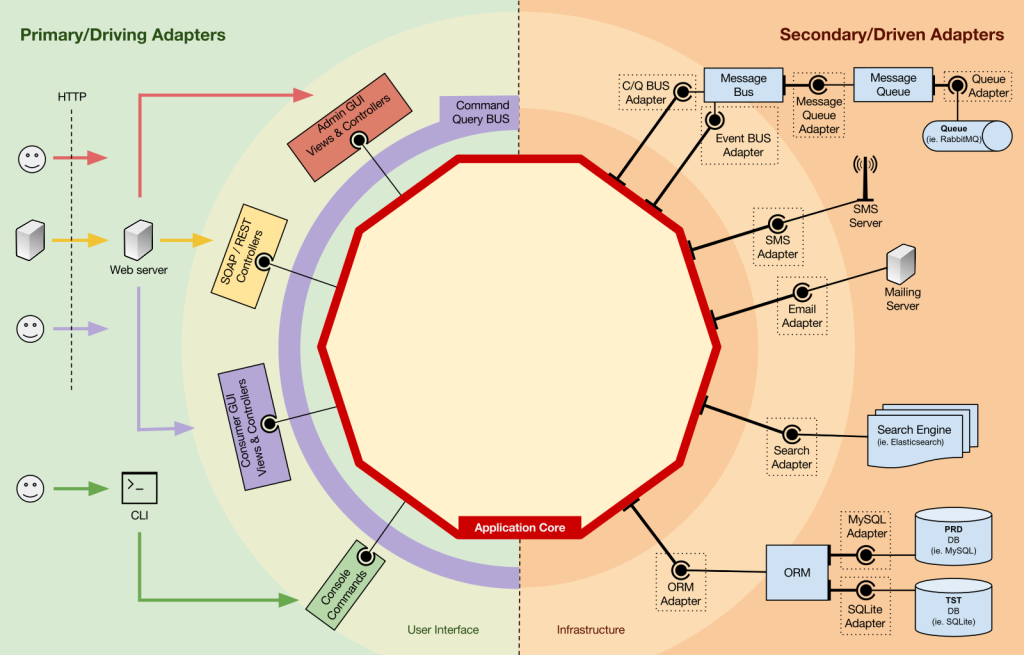 Primary/Driving Adapters
Secondary/Driven Adapters
HTTP
Admin GUI
Views & Controllers
Command
Query BUS
C/Q BUS
Adapter
Message
Bus
Message
Queue
Adapter
Message
Queue
Queue
Adapter
Queue
(ie. RabbitMQ)
Event BUS
Adapter
SOAP / REST
Controllers
Web server
SMS
Server
SMS
Adapter
Mailing
Server
Email
Adapter
Consumer GUI
Views & Controllers
Search Engine
(ie. Elasticsearch)
Search
Adapter
>_
CLI
Application Core
Console
Commands
ORM
Adapter
ORM
MySQL
Adapter
PRD
DB
(ie. MySQL)
SQLite
Adapter
TST
DB
(ie. SQLite)
User Interface
Infrastructure